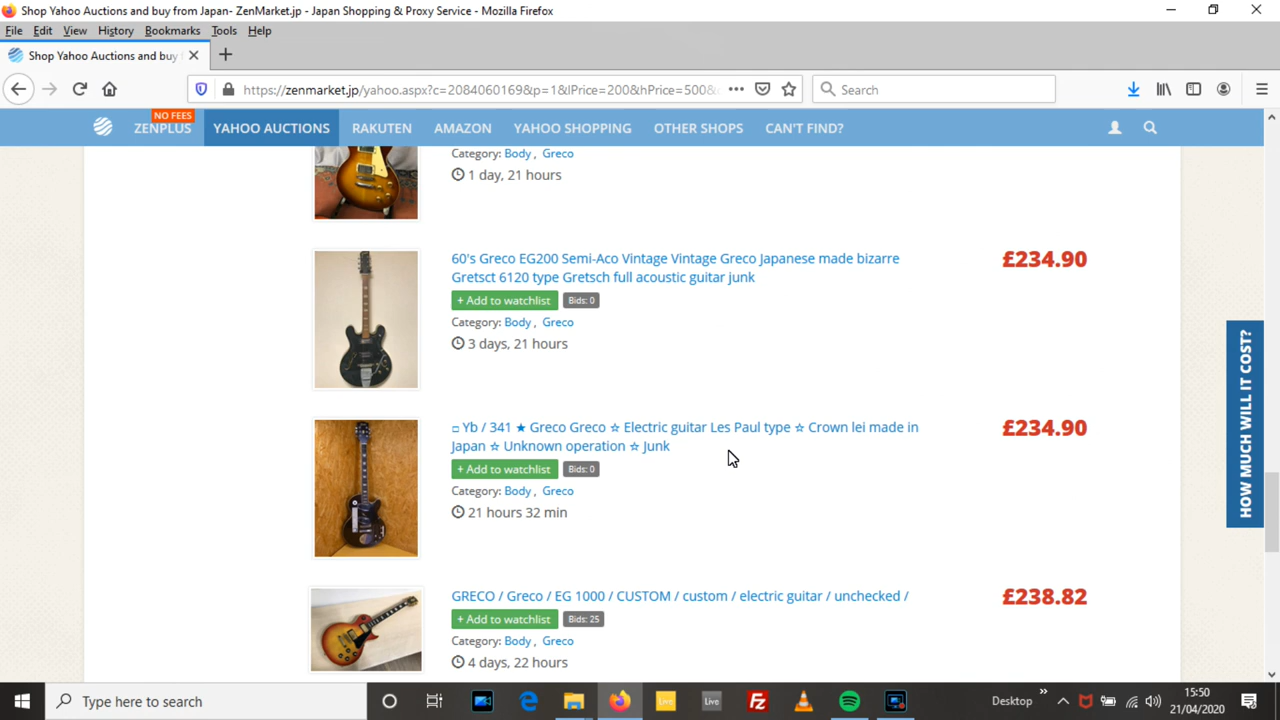 Shop Yahoo Auctions and buy from Japan- ZenMarket.jp - Japan Shopping & Proxy Service - Mozilla Firefox
File Edit View History Bookmarks Tools Help
Shop Yahoo Auctions and buy
https://zenmarket.jp/yahoo.aspx?c=2084060169&p=1&lPrice=200&hPrice=500& Search
NO FEES
ZENPLUS YAHOO AUCTIONS RAKUTEN AMAZON YAHOO SHOPPING OTHER SHOPS CAN'T FIND?
Category: Body , Greco
1 day, 21 hours
60's Greco EG200 Semi-Aco Vintage Vintage Greco Japanese made bizarre £234.90
Gretsct 6120 type Gretsch full acoustic guitar junk
+ Add to watchlist Bids: 0
Category: Body , Greco
3 days, 21 hours
□ Yb / 341 ★ Greco Greco ☆ Electric guitar Les Paul type ☆ Crown lei made in £234.90
Japan ☆ Unknown operation ☆ Junk
+ Add to watchlist Bids: 0
Category: Body , Greco
21 hours 32 min
GRECO / Greco / EG 1000 / CUSTOM / custom / electric guitar / unchecked / £238.82
+ Add to watchlist Bids: 25
Category: Body , Greco
4 days, 22 hours
HOW MUCH WILL IT COST?
Type here to search
Live Live
Desktop
15:50
21/04/2020